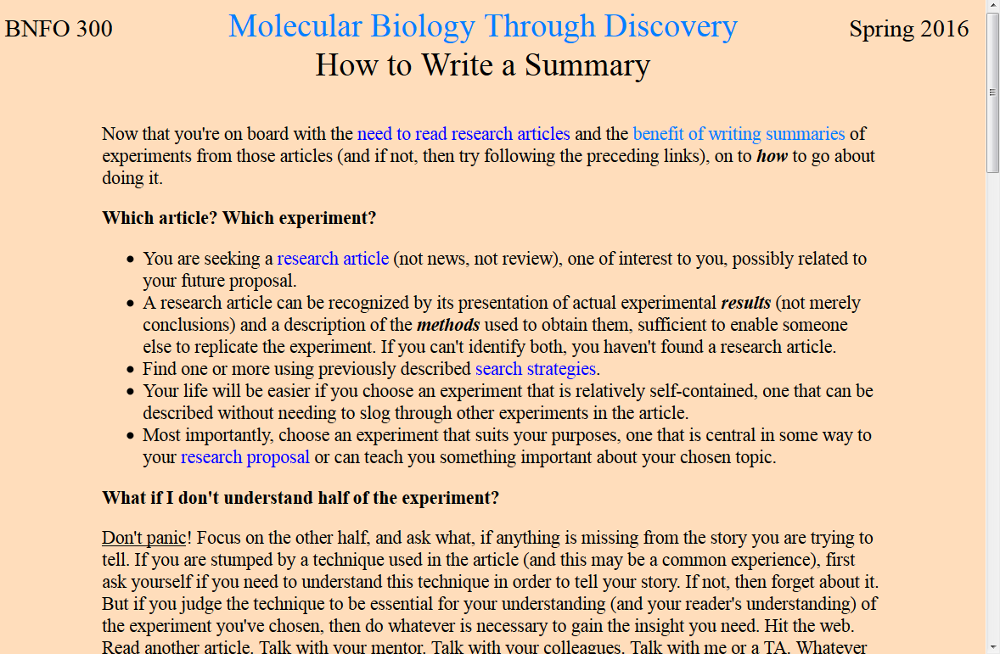 BNFO 300
Molecular Biology Through Discovery
Spring 2016
How to Write a Summary
Now that you're on board with the need to read research articles and the benefit of writing summaries of
experiments from those articles (and if not, then try following the preceding links), on to how to go about
doing it.
Which article? Which experiment?
• You are seeking a research article (not news, not review), one of interest to you, possibly related to
your future proposal.
• A research article can be recognized by its presentation of actual experimental results (not merely
conclusions) and a description of the methods used to obtain them, sufficient to enable someone
else to replicate the experiment. If you can't identify both, you haven't found a research article.
• Find one or more using previously described search strategies.
• Your life will be easier if you choose an experiment that is relatively self-contained, one that can be
described without needing to slog through other experiments in the article.
• Most importantly, choose an experiment that suits your purposes, one that is central in some way to
your research proposal or can teach you something important about your chosen topic.
What if I don't understand half of the experiment?
Don't panic! Focus on the other half, and ask what, if anything is missing from the story you are trying to
tell. If you are stumped by a technique used in the article (and this may be a common experience), first
ask yourself if you need to understand this technique in order to tell your story. If not, then forget about it.
But if you judge the technique to be essential for your understanding (and your reader's understanding) of
the experiment you've chosen, then do whatever is necessary to gain the insight you need. Hit the web.
Read another article. Talk with your mentor. Talk with your colleagues. Talk with me or a TA. Whatever